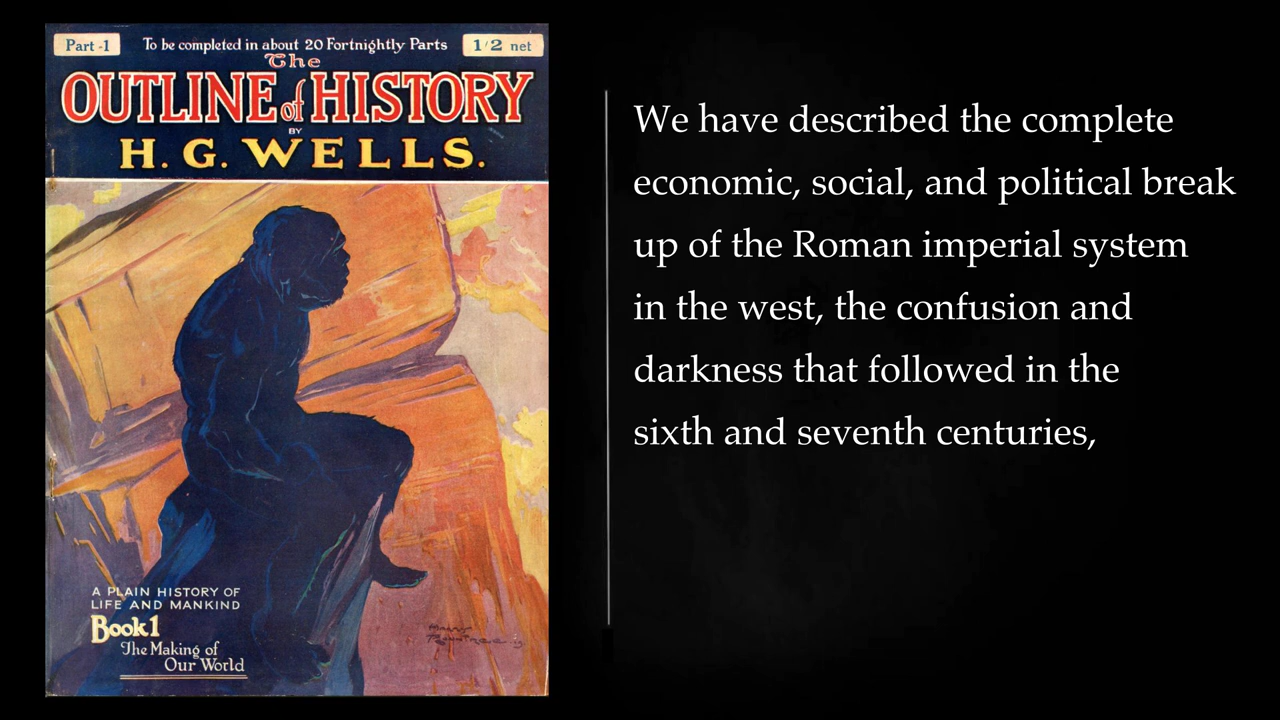 Part -1
To be completed in about 20 Fortnightly Parts
1/2 net
The
OUTLINE of HISTORY
BY
H. G. WELLS.
A PLAIN HISTORY OF
LIFE AND MANKIND
Book 1
The Making of
Our World
We have described the complete
economic, social, and political break
up of the Roman imperial system
in the west, the confusion and
darkness that followed in the
sixth and seventh centuries,